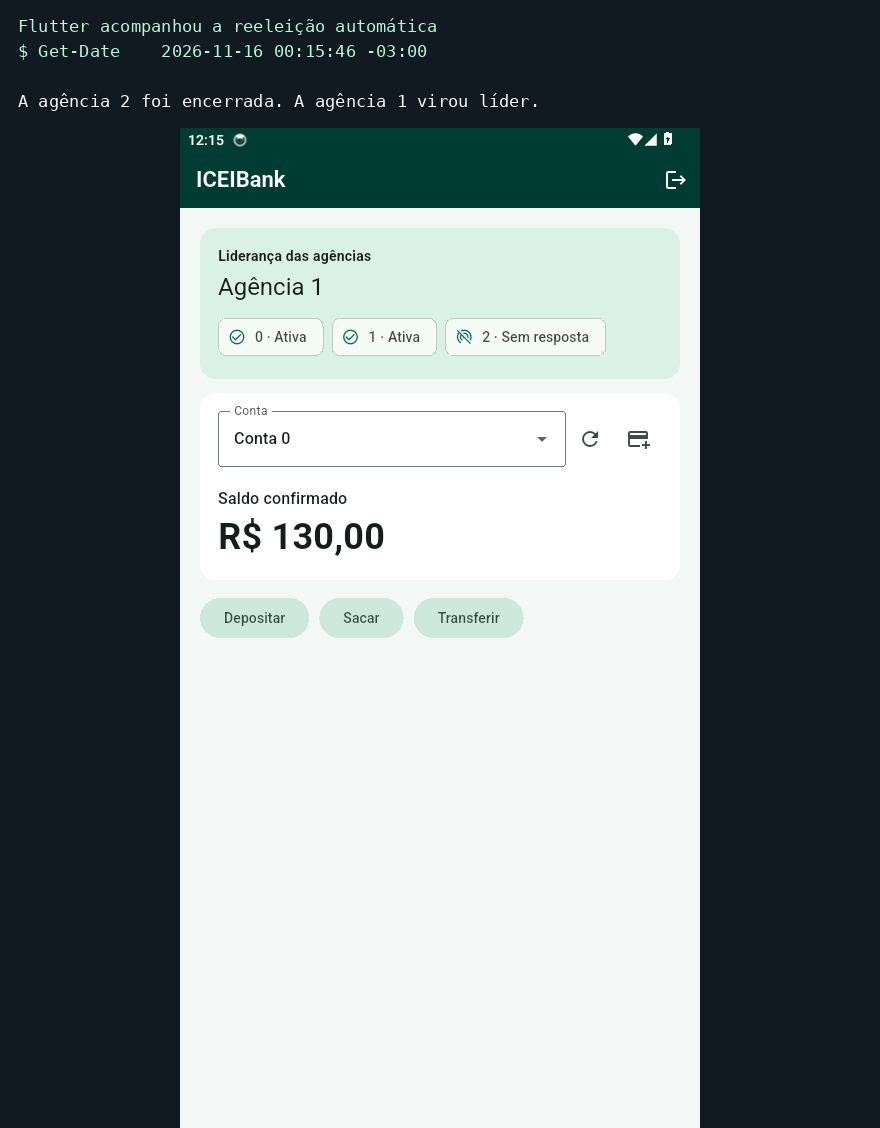 Flutter acompanhou a reeleição automática
$ Get-Date    2026-11-16 00:15:46 -03:00
A agência 2 foi encerrada. A agência 1 virou líder.
12:15
ICEIBank
Liderança das agências
Agência 1
0 · Ativa
1 · Ativa
2 · Sem resposta
Conta
Conta 0
Saldo confirmado
R$ 130,00
Depositar
Sacar
Transferir